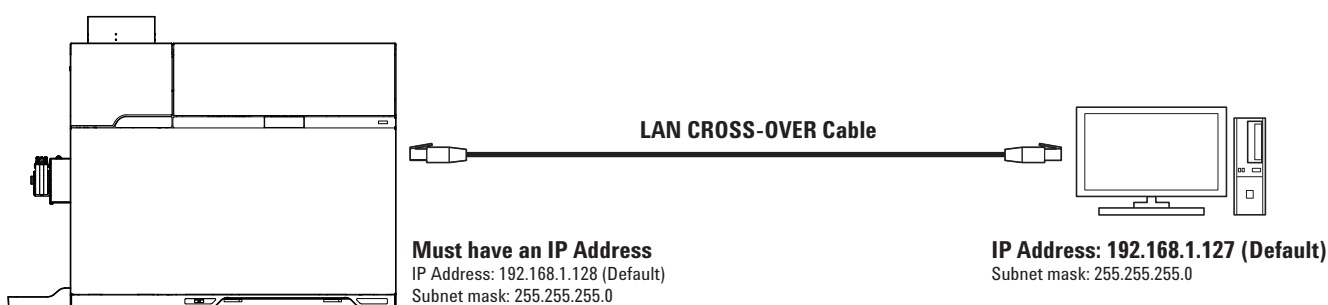 LAN CROSS-OVER Cable
Must have an IP Address
IP Address: 192.168.1.128 (Default)
Subnet mask: 255.255.255.0
IP Address: 192.168.1.127 (Default)
Subnet mask: 255.255.255.0